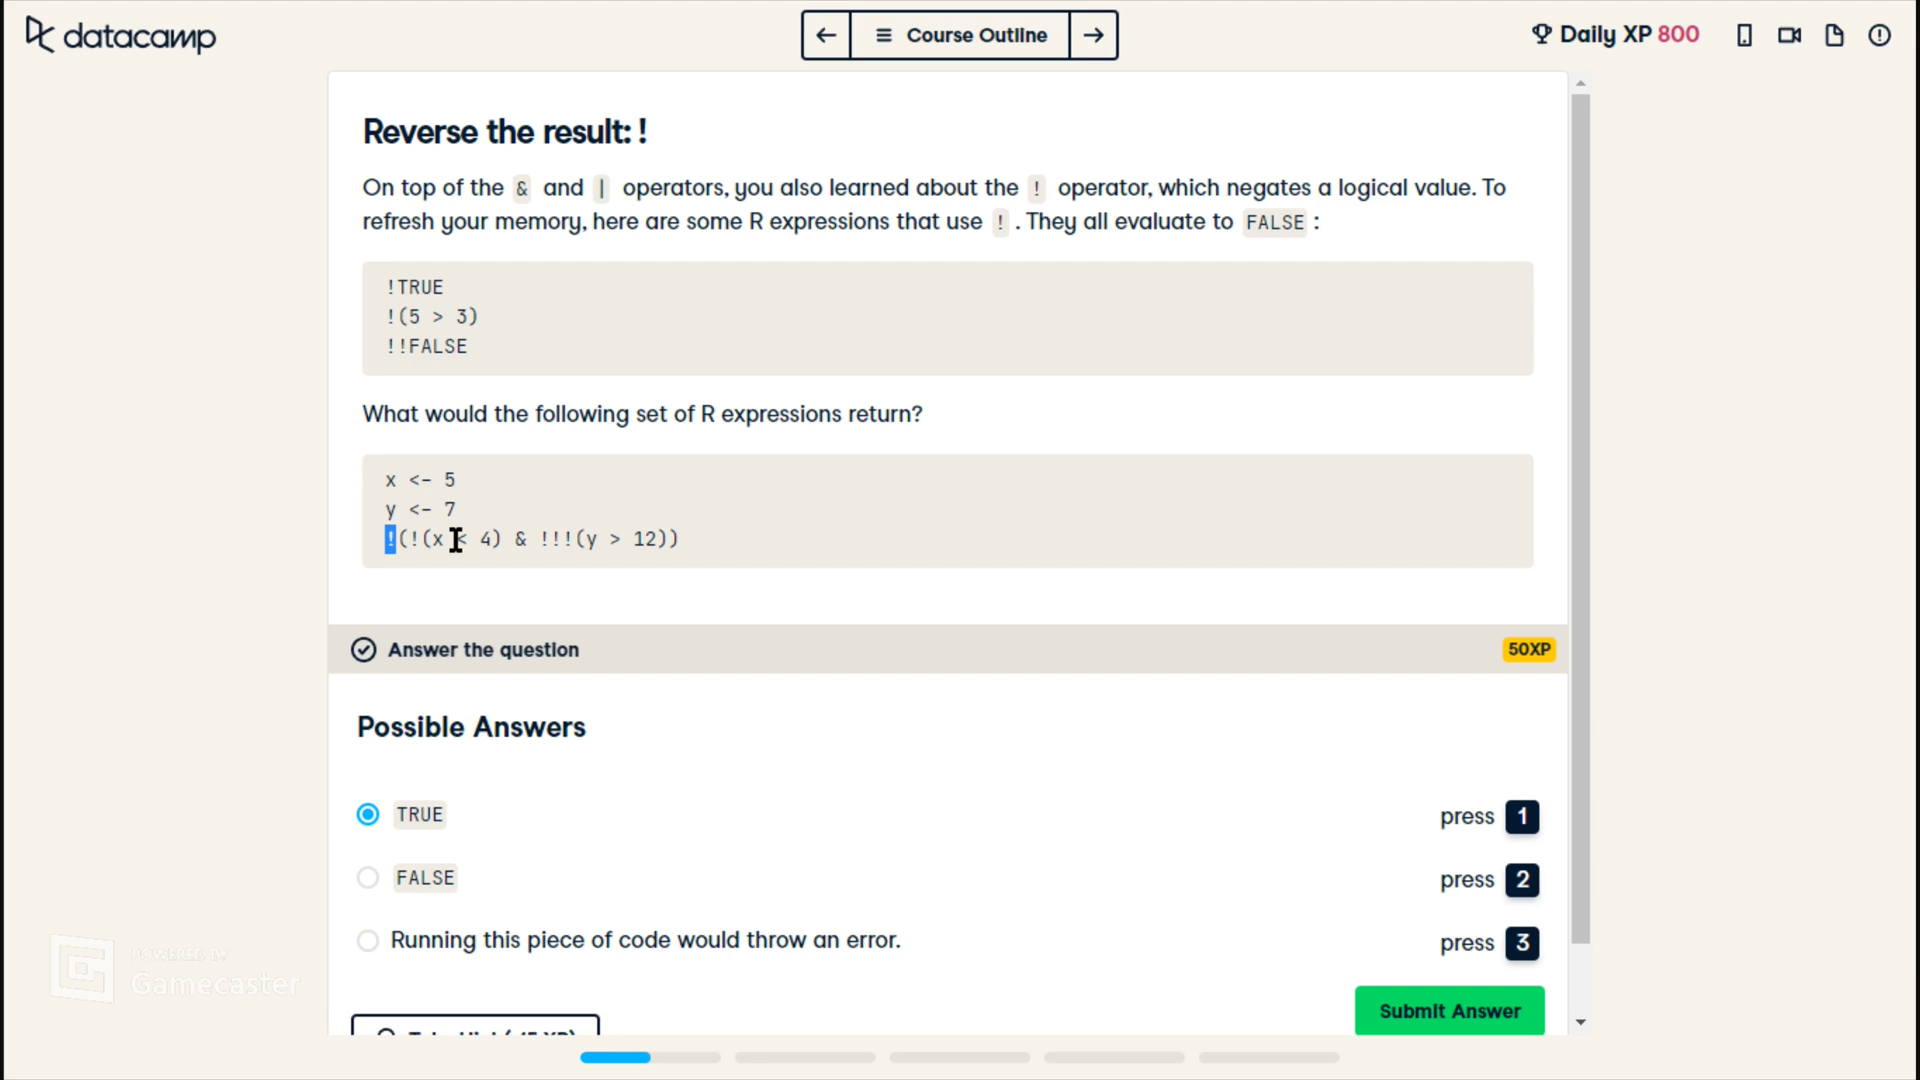 datacamp
Course Outline
Daily XP 800
Reverse the result: !
On top of the & and | operators, you also learned about the ! operator, which negates a logical value. To
refresh your memory, here are some R expressions that use !. They all evaluate to FALSE :
!TRUE
!(5 > 3)
!!FALSE
What would the following set of R expressions return?
x <- 5
y <- 7
!(!(x < 4) & !!!(y > 12))
Answer the question
50XP
Possible Answers
TRUE
press 1
FALSE
press 2
Running this piece of code would throw an error.
press 3
POWERED BY
Gamecaster
Submit Answer